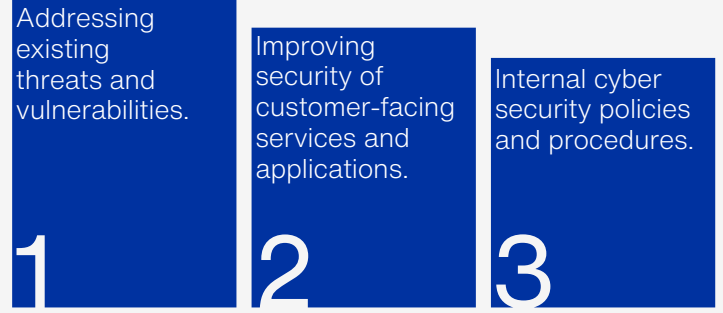 Addressing
existing
threats and
vulnerabilities.
1
Improving
security of
customer-facing
services and
applications.
2
Internal cyber
security policies
and procedures.
3